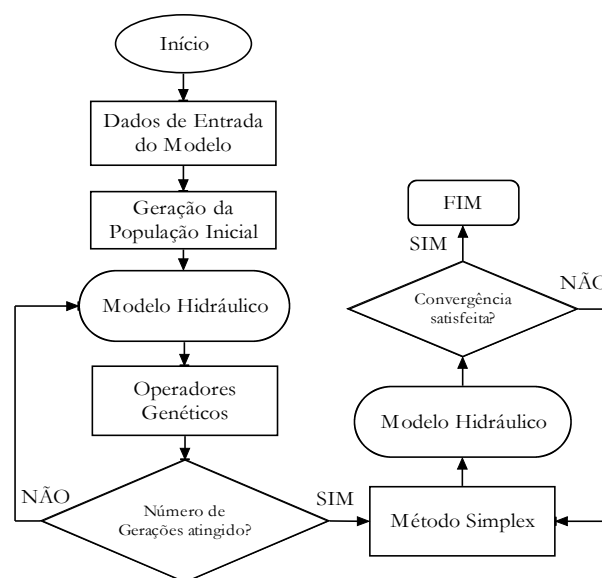 Início
Dados de Entrada
do Modelo
Geração da
População Inicial
Modelo Hidráulico
Operadores
Genéticos
NÃO
Número de
Gerações atingido?
SIM
Método Simplex
Modelo Hidráulico
Convergência
satisfeita?
NÃO
SIM
FIM